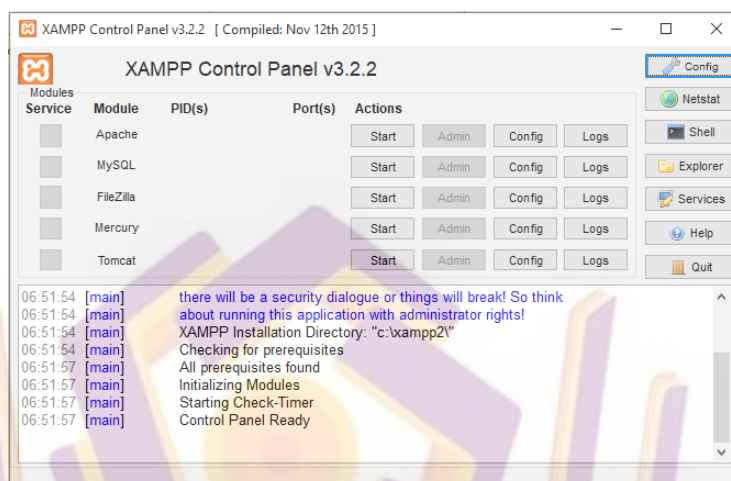 XAMPP Control Panel v3.2.2 [ Compiled: Nov 12th 2015 ]
XAMPP Control Panel v3.2.2
Config
Modules
Service Module PID(s) Port(s) Actions
Netstat
Apache Start Admin Config Logs
Shell
MySQL Start Admin Config Logs
Explorer
FileZilla Start Admin Config Logs
Services
Mercury Start Admin Config Logs
Help
Tomcat Start Admin Config Logs
Quit
06:51:54 [main] there will be a security dialogue or things will break! So think
06:51:54 [main] about running this application with administrator rights!
06:51:54 [main] XAMPP Installation Directory: "c:\xampp2\"
06:51:54 [main] Checking for prerequisites
06:51:57 [main] All prerequisites found
06:51:57 [main] Initializing Modules
06:51:57 [main] Starting Check-Timer
06:51:57 [main] Control Panel Ready